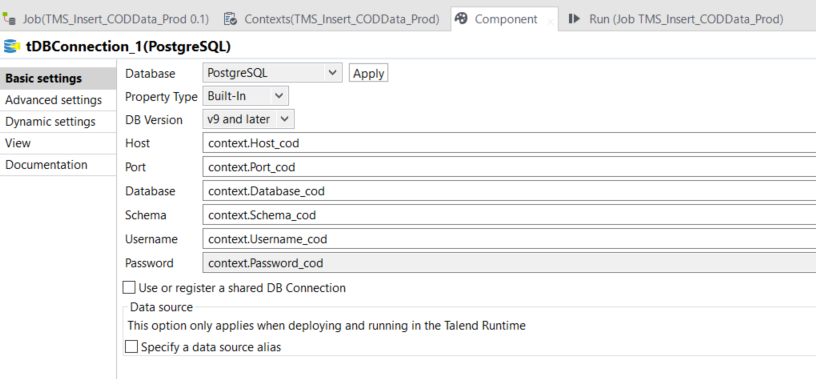 Job(TMS_Insert_CODData_Prod 0.1) Contexts(TMS_Insert_CODData_Prod) Component Run (Job TMS_Insert_CODData_Prod)
tDBConnection_1(PostgreSQL)
Basic settings
Advanced settings
Dynamic settings
View
Documentation
Database PostgreSQL Apply
Property Type Built-In
DB Version v9 and later
Host context.Host_cod
Port context.Port_cod
Database context.Database_cod
Schema context.Schema_cod
Username context.Username_cod
Password context.Password_cod
Use or register a shared DB Connection
Data source
This option only applies when deploying and running in the Talend Runtime
Specify a data source alias